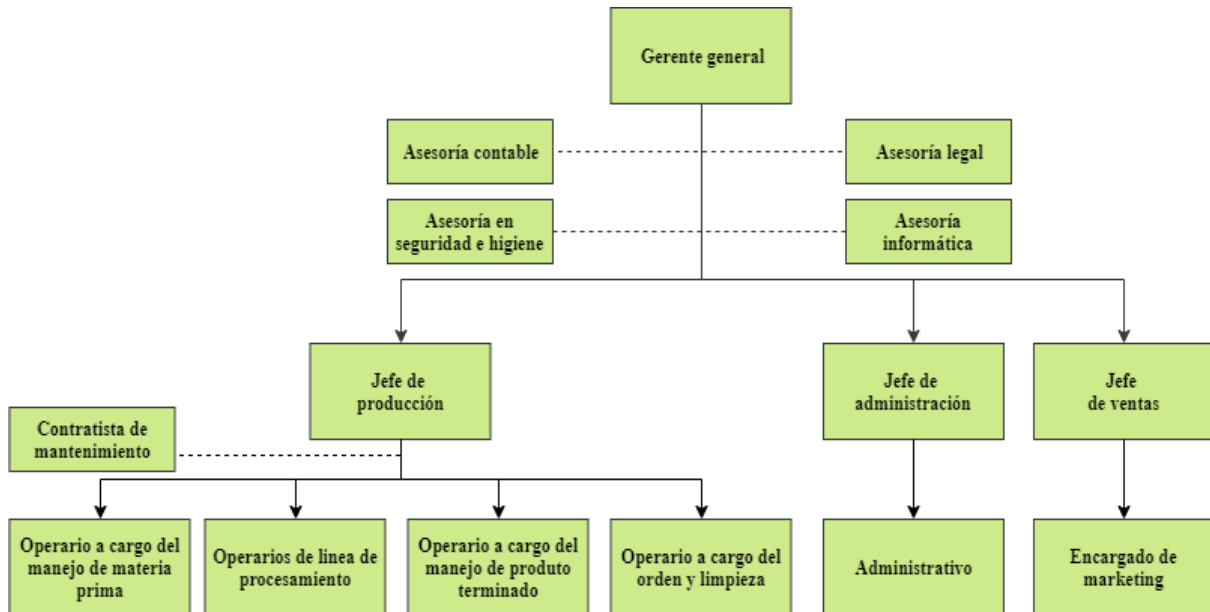 Gerente general
Asesoría contable
Asesoría legal
Asesoría en
seguridad e higiene
Asesoría
informática
Jefe de
producción
Jefe de
administración
Jefe
de ventas
Contratista de
mantenimiento
Operario a cargo del
manejo de materia
prima
Operarios de linea de
procesamiento
Operario a cargo del
manejo de produto
terminado
Operario a cargo del
orden y limpieza
Administrativo
Encargado de
marketing